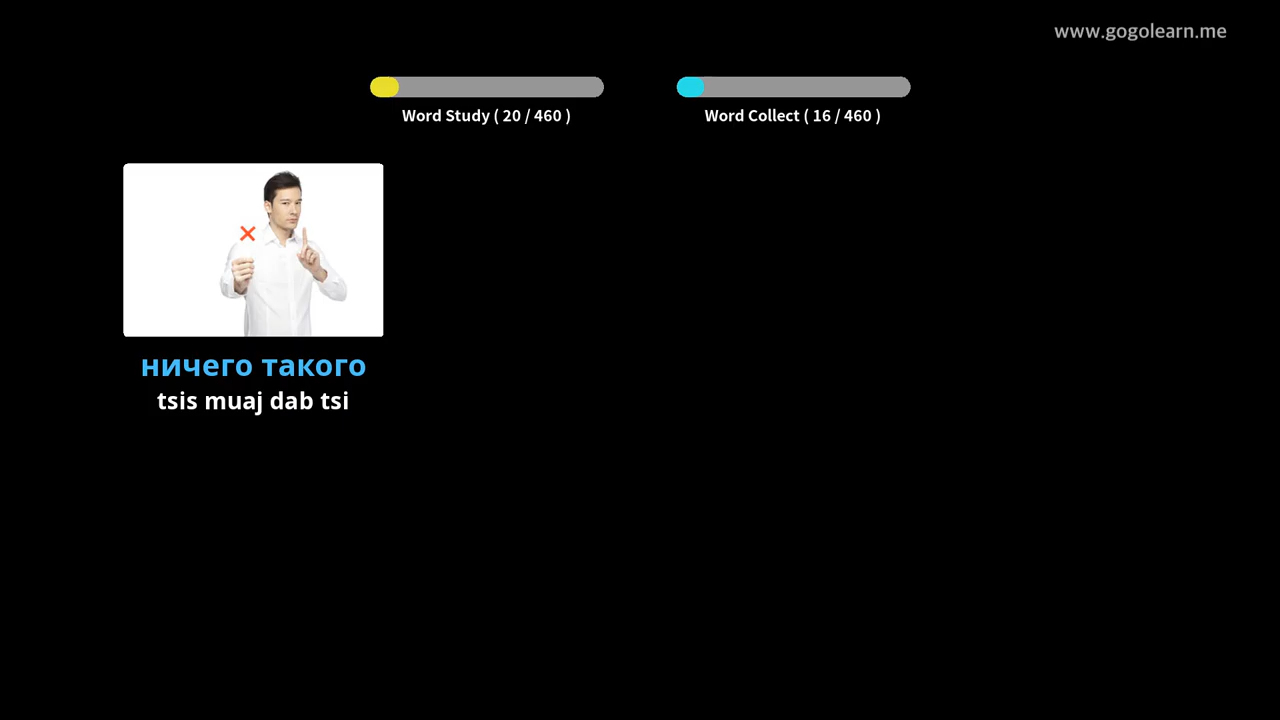 www.gogolearn.me
Word Study ( 20 / 460 )
Word Collect ( 16 / 460 )
ничего такого
tsis muaj dab tsi